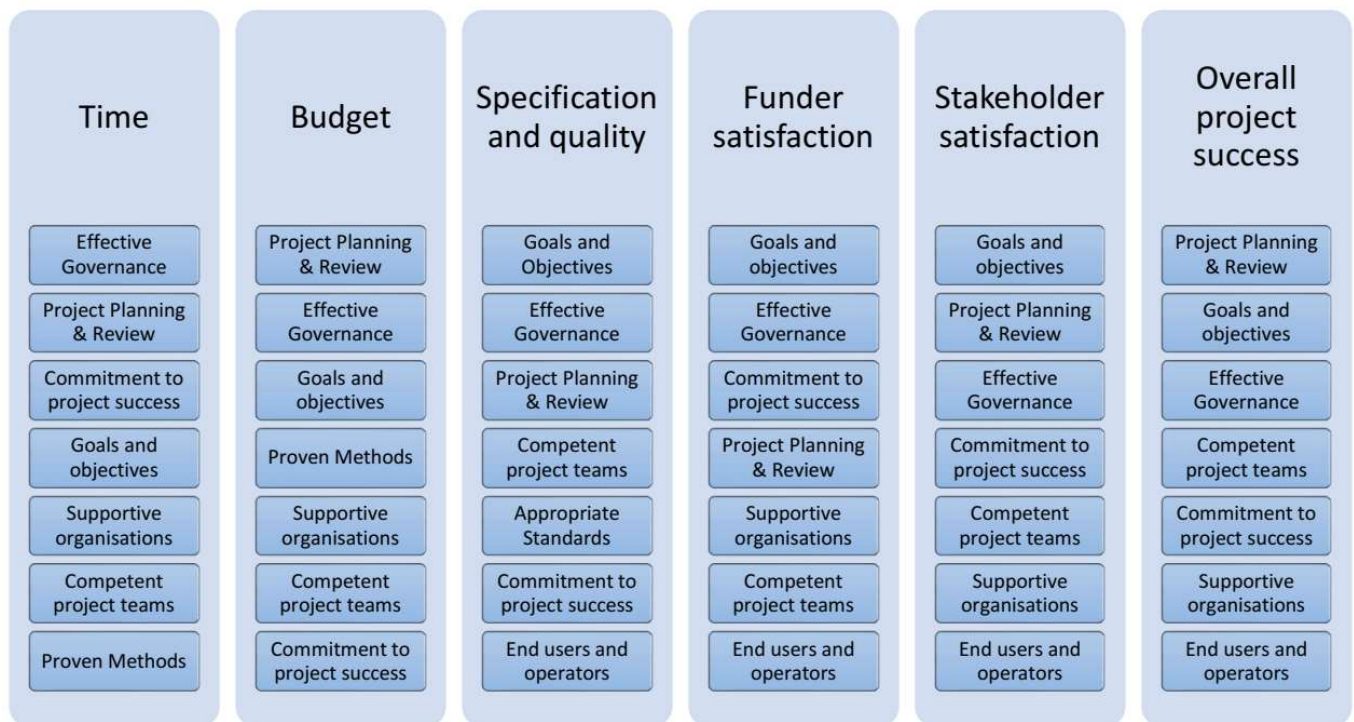 Time
Effective
Governance
Project Planning
& Review
Commitment to
project success
Goals and
objectives
Supportive
organisations
Competent
project teams
Proven Methods
Budget
Project Planning
& Review
Effective
Governance
Goals and
objectives
Proven Methods
Supportive
organisations
Competent
project teams
Commitment to
project success
Specification
and quality
Goals and
Objectives
Effective
Governance
Project Planning
& Review
Competent
project teams
Appropriate
Standards
Commitment to
project success
End users and
operators
Funder
satisfaction
Goals and
objectives
Effective
Governance
Commitment to
project success
Project Planning
& Review
Supportive
organisations
Competent
project teams
End users and
operators
Stakeholder
satisfaction
Goals and
objectives
Project Planning
& Review
Effective
Governance
Commitment to
project success
Competent
project teams
Supportive
organisations
End users and
operators
Overall
project
success
Project Planning
& Review
Goals and
objectives
Effective
Governance
Competent
project teams
Commitment to
project success
Supportive
organisations
End users and
operators